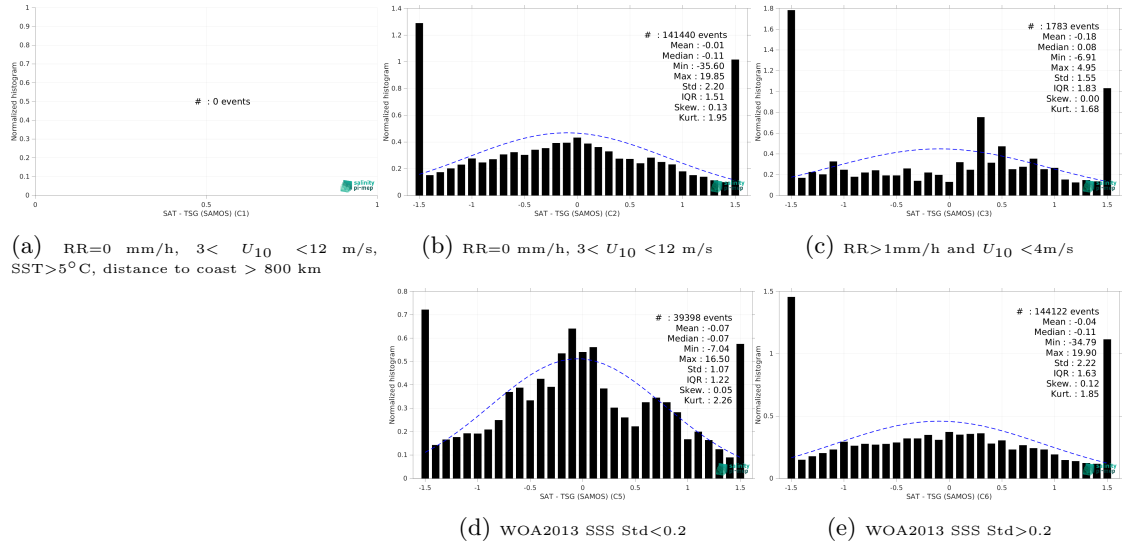 1
0.9
0.8
0.7
0.6
0.5
0.4
0.3
0.2
0.1
0
Normalized histogram
# : 0 events
salinity
pi-mep
0 0.5 1
SAT - TSG (SAMOS) (C1)
(a) RR=0 mm/h, 3< U10 <12 m/s,
SST>5°C, distance to coast > 800 km
1.4
1.2
1
0.8
0.6
0.4
0.2
0
Normalized histogram
# : 141440 events
Mean : -0.01
Median : -0.11
Min : -35.60
Max : 19.85
Std : 2.20
IQR : 1.51
Skew. : 0.13
Kurt. : 1.95
salinity
pi-mep
-1.5 -1 -0.5 0 0.5 1 1.5
SAT - TSG (SAMOS) (C2)
(b) RR=0 mm/h, 3< U10 <12 m/s
1.8
1.6
1.4
1.2
1
0.8
0.6
0.4
0.2
0
Normalized histogram
# : 1783 events
Mean : -0.18
Median : 0.08
Min : -6.91
Max : 4.95
Std : 1.55
IQR : 1.83
Skew. : 0.00
Kurt. : 1.68
salinity
pi-mep
-1.5 -1 -0.5 0 0.5 1 1.5
SAT - TSG (SAMOS) (C3)
(c) RR>1mm/h and U10 <4m/s
0.8
0.7
0.6
0.5
0.4
0.3
0.2
0.1
0
Normalized histogram
# : 39398 events
Mean : -0.07
Median : -0.07
Min : -7.04
Max : 16.50
Std : 1.07
IQR : 1.22
Skew. : 0.05
Kurt. : 2.26
salinity
pi-mep
-1.5 -1 -0.5 0 0.5 1 1.5
SAT - TSG (SAMOS) (C5)
(d) WOA2013 SSS Std<0.2
1.5
1
0.5
0
Normalized histogram
# : 144122 events
Mean : -0.04
Median : -0.11
Min : -34.79
Max : 19.90
Std : 2.22
IQR : 1.63
Skew. : 0.12
Kurt. : 1.85
salinity
pi-mep
-1.5 -1 -0.5 0 0.5 1 1.5
SAT - TSG (SAMOS) (C6)
(e) WOA2013 SSS Std>0.2